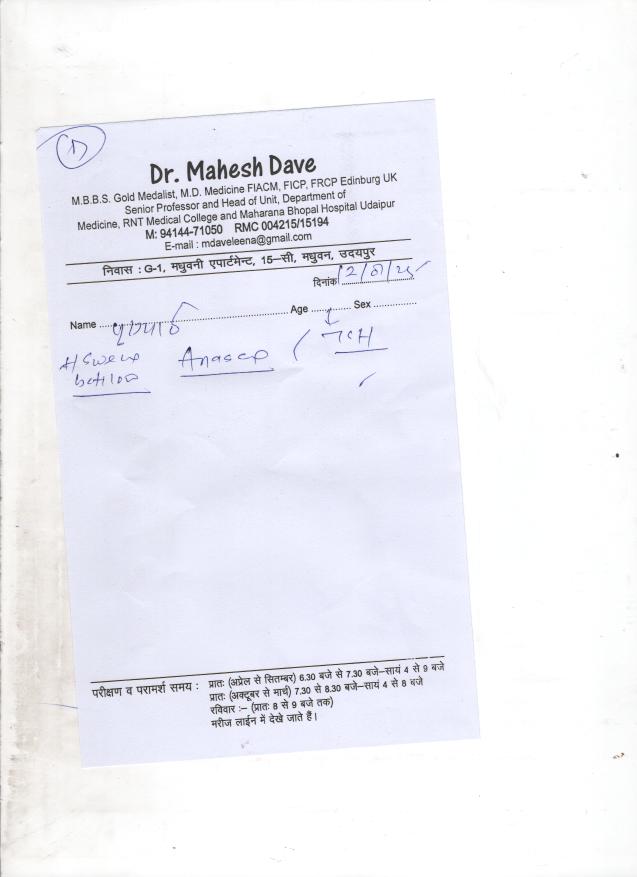 Dr. Mahesh Dave
M.B.B.S. Gold Medalist, M.D. Medicine FIACM, FICP, FRCP Edinburg UK
Senior Professor and Head of Unit, Department of
Medicine, RNT Medical College and Maharana Bhopal Hospital Udaipur
M: 94144-71050 RMC 004215/15194
E-mail : mdaveleena@gmail.com
निवास : G-1, मधुवनी एपार्टमेन्ट, 15-सी, मधुवन, उदयपुर
दिनांक
Name Age Sex
परीक्षण व परामर्श समय : प्रातः (अप्रेल से सितम्बर) 6.30 बजे से 7.30 बजे-सायं 4 से 9 बजे
प्रातः (अक्टूबर से मार्च) 7.30 से 8.30 बजे-सायं 4 से 8 बजे
रविवार :- (प्रातः 8 से 9 बजे तक)
मरीज लाईन में देखे जाते हैं।